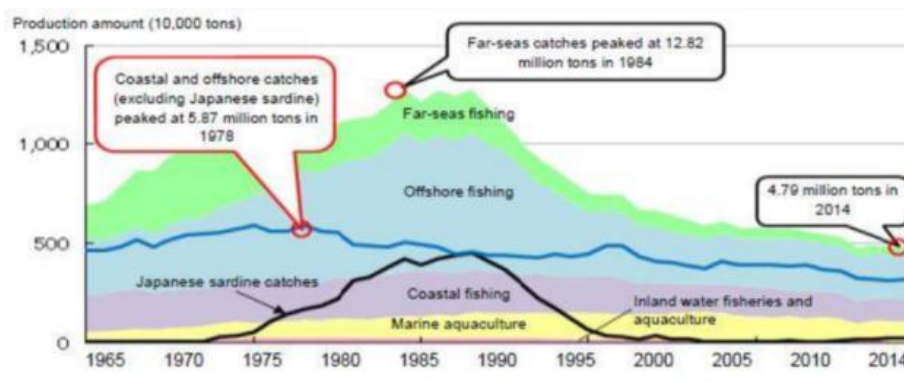 Production amount (10,000 tons)
1,500
1,000
500
0
Coastal and offshore catches
(excluding Japanese sardine)
peaked at 5.87 million tons in
1978
Far-seas catches peaked at 12.82
million tons in 1984
Far-seas fishing
Offshore fishing
4.79 million tons in
2014
Japanese sardine catches
Coastal fishing
Inland water fisheries and
aquaculture
Marine aquaculture
1965 1970 1975 1980 1985 1990 1995 2000 2005 2010 2014